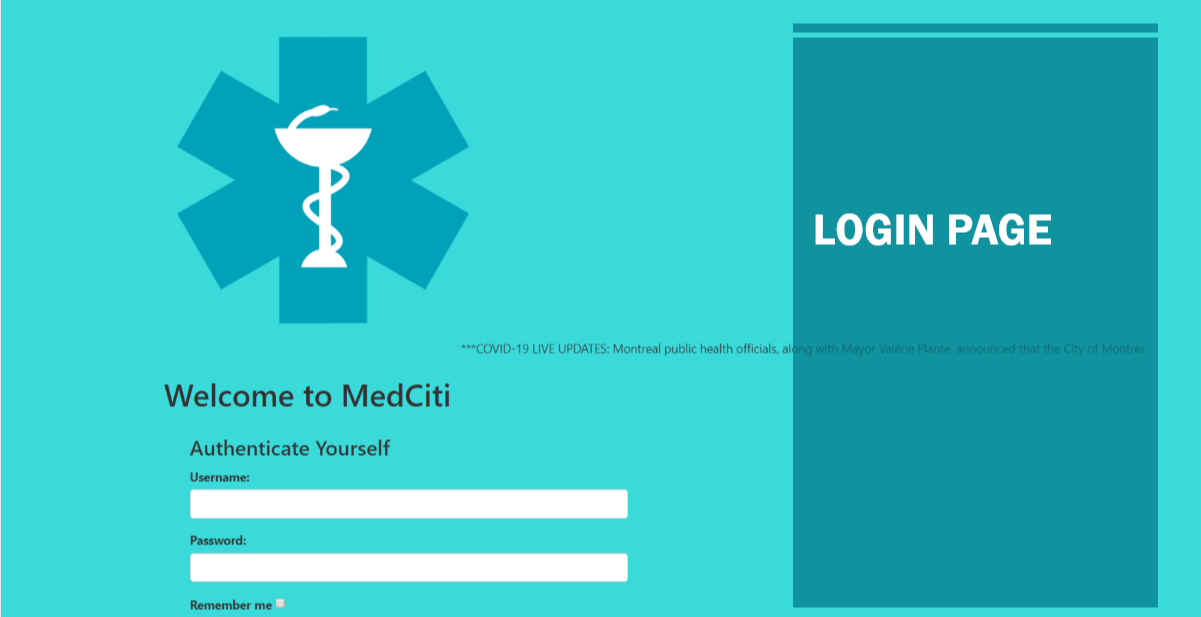 LOGIN PAGE
***COVID-19 LIVE UPDATES: Montreal public health officials, along with Mayor Valérie Plante, announced that the City of Montreal
Welcome to MedCiti
Authenticate Yourself
Username:
Password:
Remember me